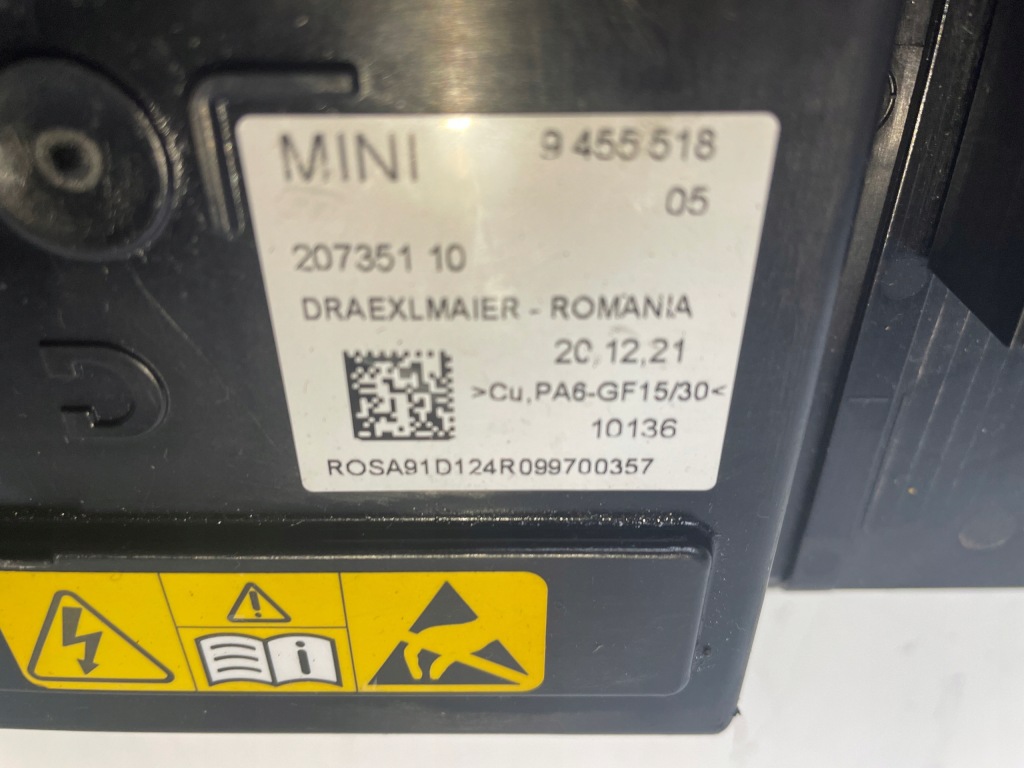 MINI
9 455 518
05
207351 10
DRAEXLMAIER - ROMANIA
20,12,21
>Cu,PA6-GF15/30<
10136
ROSA91D124R099700357